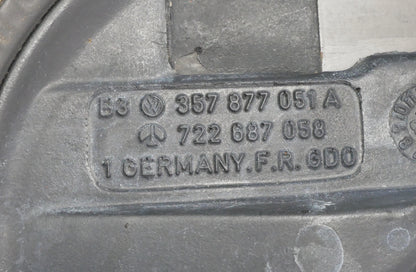 B3 357 877 051 A
722 687 058
1 GERMANY.F.R. GDO